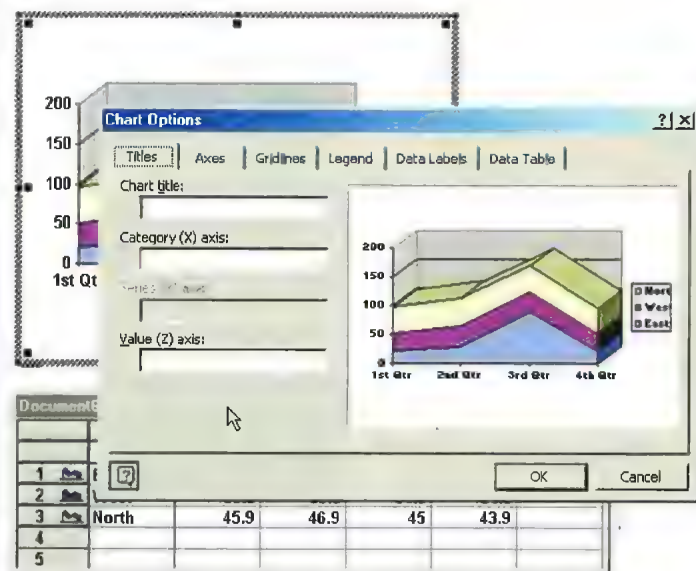 200
150
100
50
0
1st Qt
Chart Options
Titles Axes Gridlines Legend Data Labels Data Table
Chart title:
Category (X) axis:
Value (Z) axis:
200
150
100
50
0
1st Qtr 2nd Qtr 3rd Qtr 4th Qtr
Nort
West
East
Document
OK Cancel
1
2
3 North 45.9 46.9 45 43.9
4
5